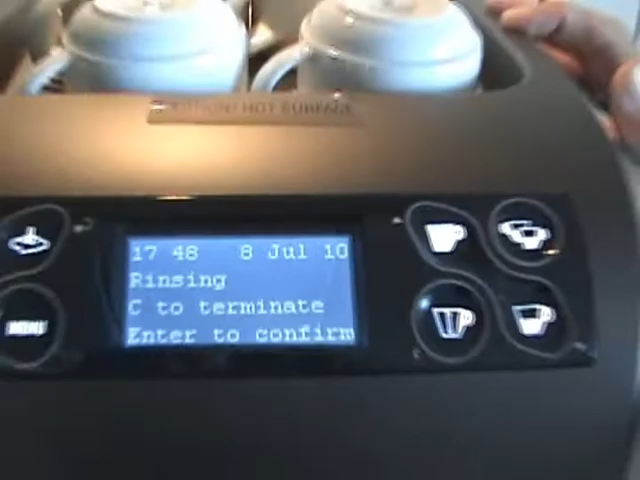 HOT SURFACE
17 48 8 Jul 10
Rinsing
C to terminate
Enter to confirm
MENU